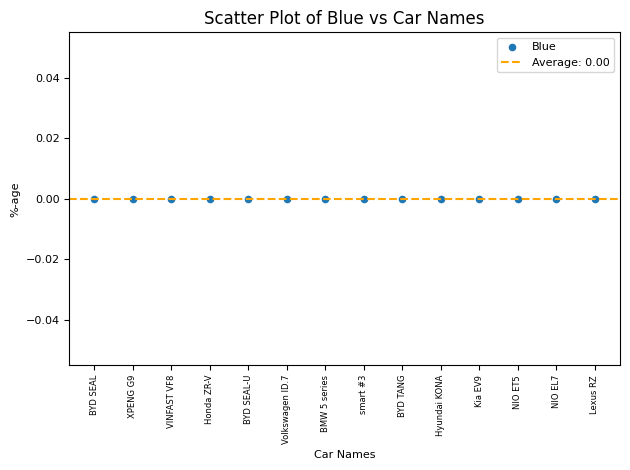 Scatter Plot of Blue vs Car Names
Blue
Average: 0.00
0.04
0.02
0.00
−0.02
−0.04
%-age
BYD SEAL
XPENG G9
VINFAST VF8
Honda ZR-V
BYD SEAL-U
Volkswagen ID.7
BMW 5 series
smart #3
BYD TANG
Hyundai KONA
Kia EV9
NIO ET5
NIO EL7
Lexus RZ
Car Names